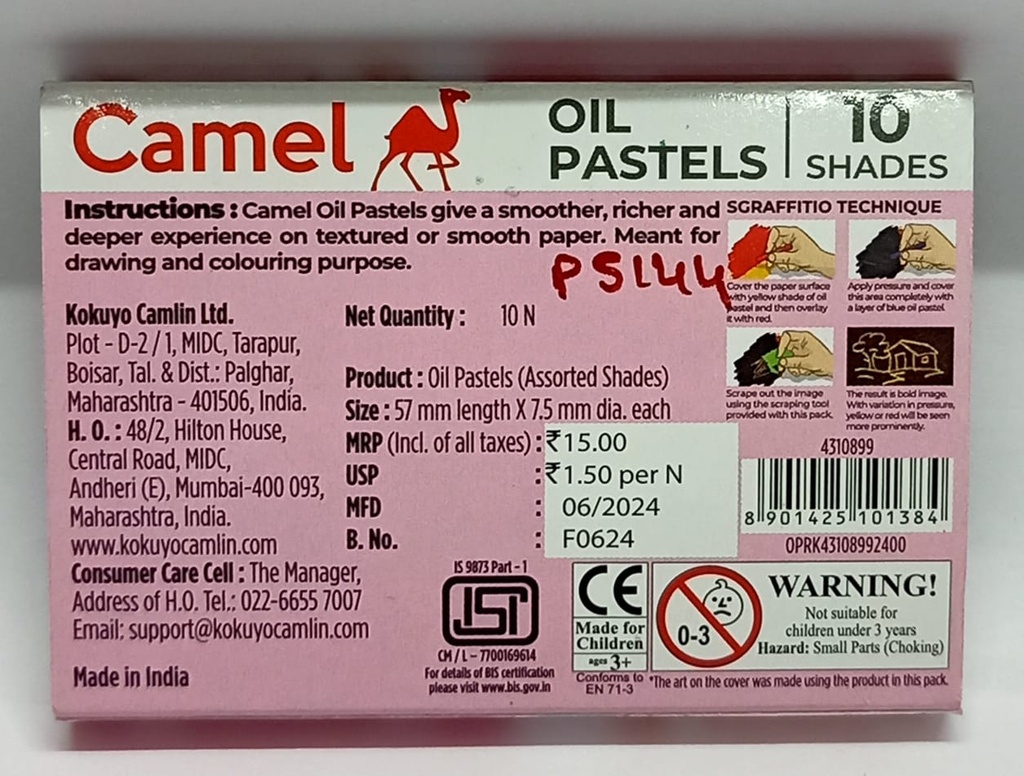 Camel
OIL
PASTELS
10
SHADES
Instructions : Camel Oil Pastels give a smoother, richer and
deeper experience on textured or smooth paper. Meant for
drawing and colouring purpose.
PS144
SGRAFFITIO TECHNIQUE
Cover the paper surface
with yellow shade of oil
pastel and then overlay
it with red.
Apply pressure and cover
this area completely with
a layer of blue oil pastel.
Scrape out the image
using the scraping tool
provided with this pack.
The result is bold image.
With variation in pressure,
yellow or red will be seen
more prominently.
Kokuyo Camlin Ltd.
Plot - D-2 / 1, MIDC, Tarapur,
Boisar, Tal. & Dist.: Palghar,
Maharashtra - 401506, India.
H. O. : 48/2, Hilton House,
Central Road, MIDC,
Andheri (E), Mumbai-400 093,
Maharashtra, India.
www.kokuyocamlin.com
Consumer Care Cell : The Manager,
Address of H.O. Tel.: 022-6655 7007
Email: support@kokuyocamlin.com
Made in India
Net Quantity : 10 N
Product : Oil Pastels (Assorted Shades)
Size : 57 mm length X 7.5 mm dia. each
MRP (Incl. of all taxes) : ₹15.00
USP : ₹1.50 per N
MFD : 06/2024
B. No. : F0624
4310899
8 901425 101384
0PRK43108992400
IS 9873 Part - 1
ISI
CM / L - 7700169614
For details of BIS certification
please visit www.bis.gov.in
CE
Made for
Children
ages 3+
Conforms to
EN 71-3
0-3
WARNING!
Not suitable for
children under 3 years
Hazard: Small Parts (Choking)
*The art on the cover was made using the product in this pack.